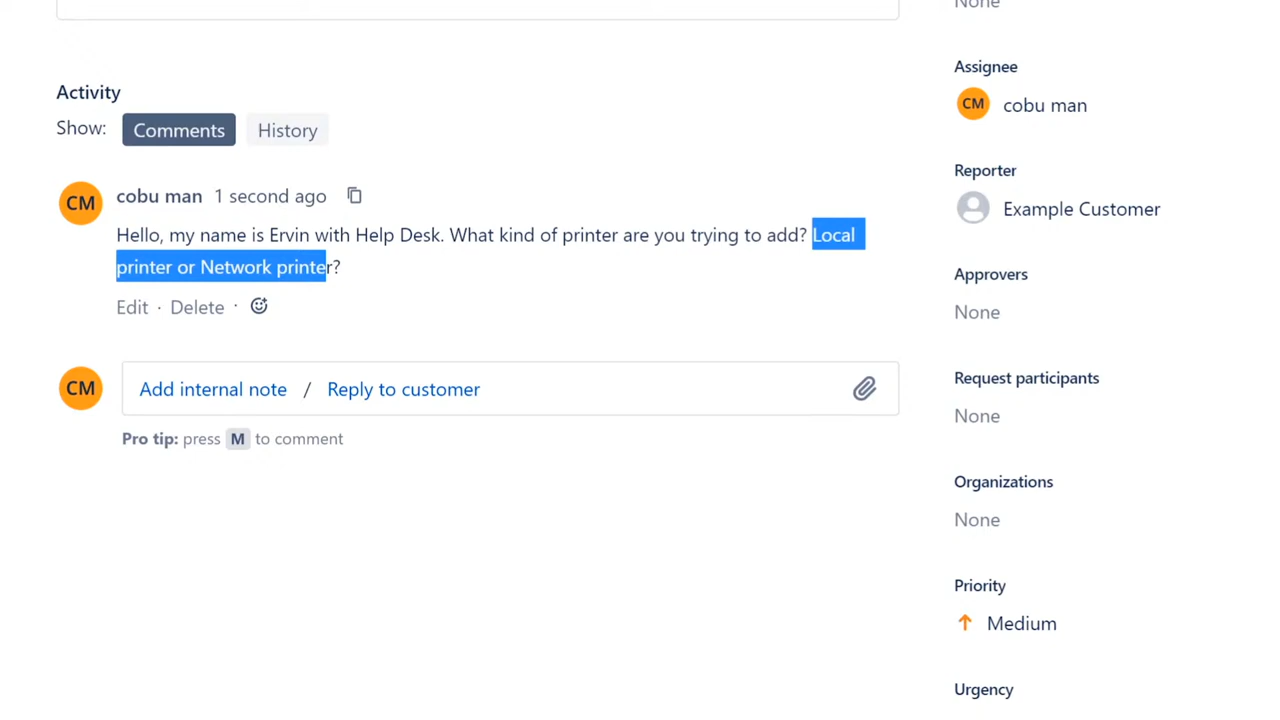 None
Assignee
CM cobu man
Activity
Show: Comments History
Reporter
Example Customer
CM cobu man 1 second ago
Hello, my name is Ervin with Help Desk. What kind of printer are you trying to add? Local
printer or Network printer?
Edit · Delete ·
Approvers
None
CM Add internal note / Reply to customer
Pro tip: press M to comment
Request participants
None
Organizations
None
Priority
Medium
Urgency